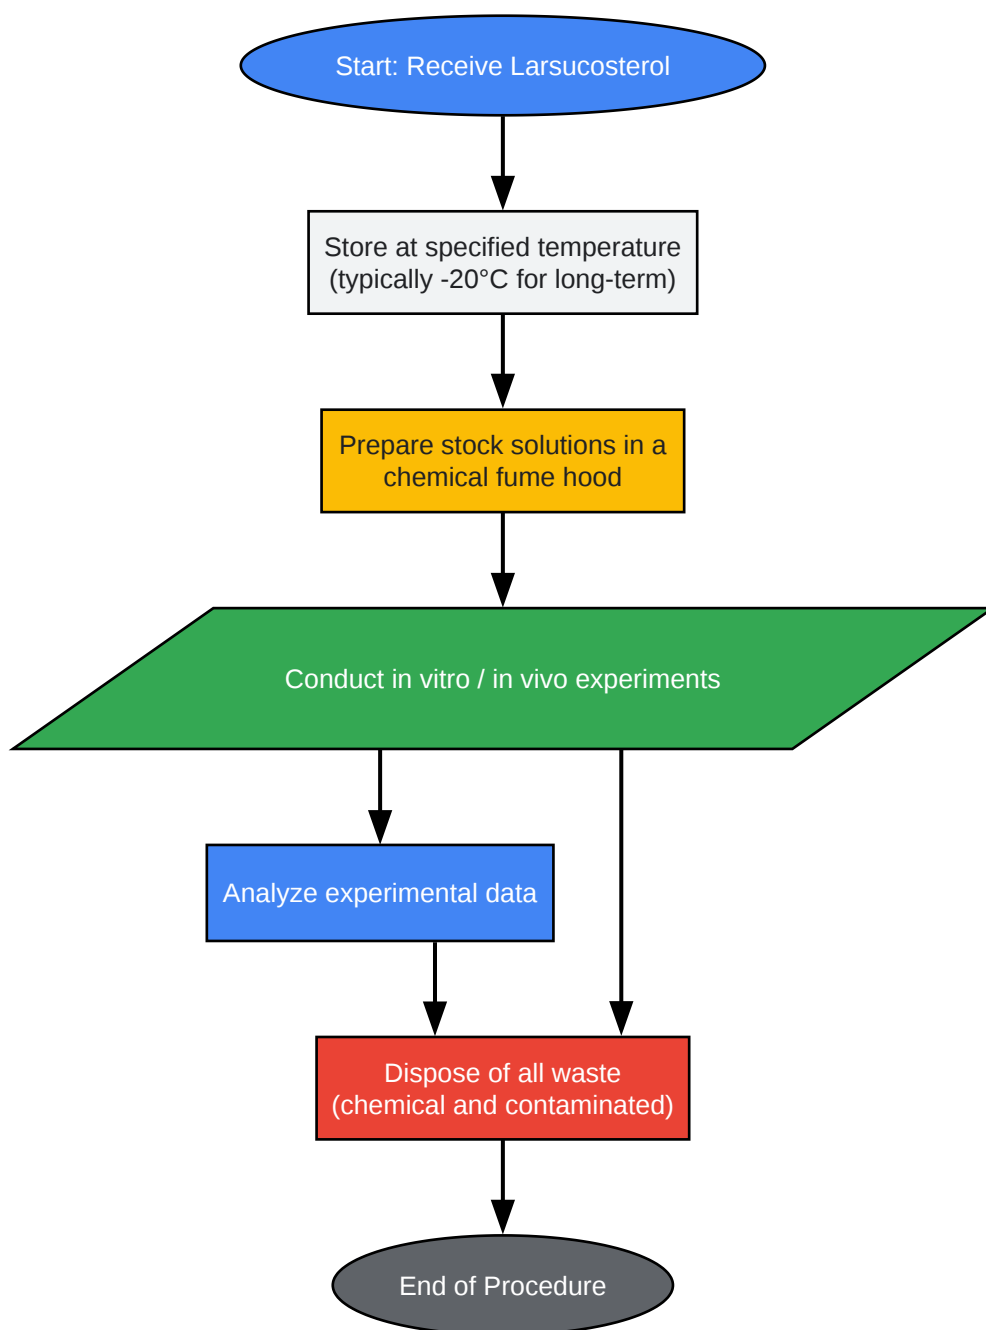 Start: Receive Larsucosterol
Store at specified temperature
(typically -20°C for long-term)
Prepare stock solutions in a
chemical fume hood
Conduct in vitro / in vivo experiments
Analyze experimental data
Dispose of all waste
(chemical and contaminated)
End of Procedure